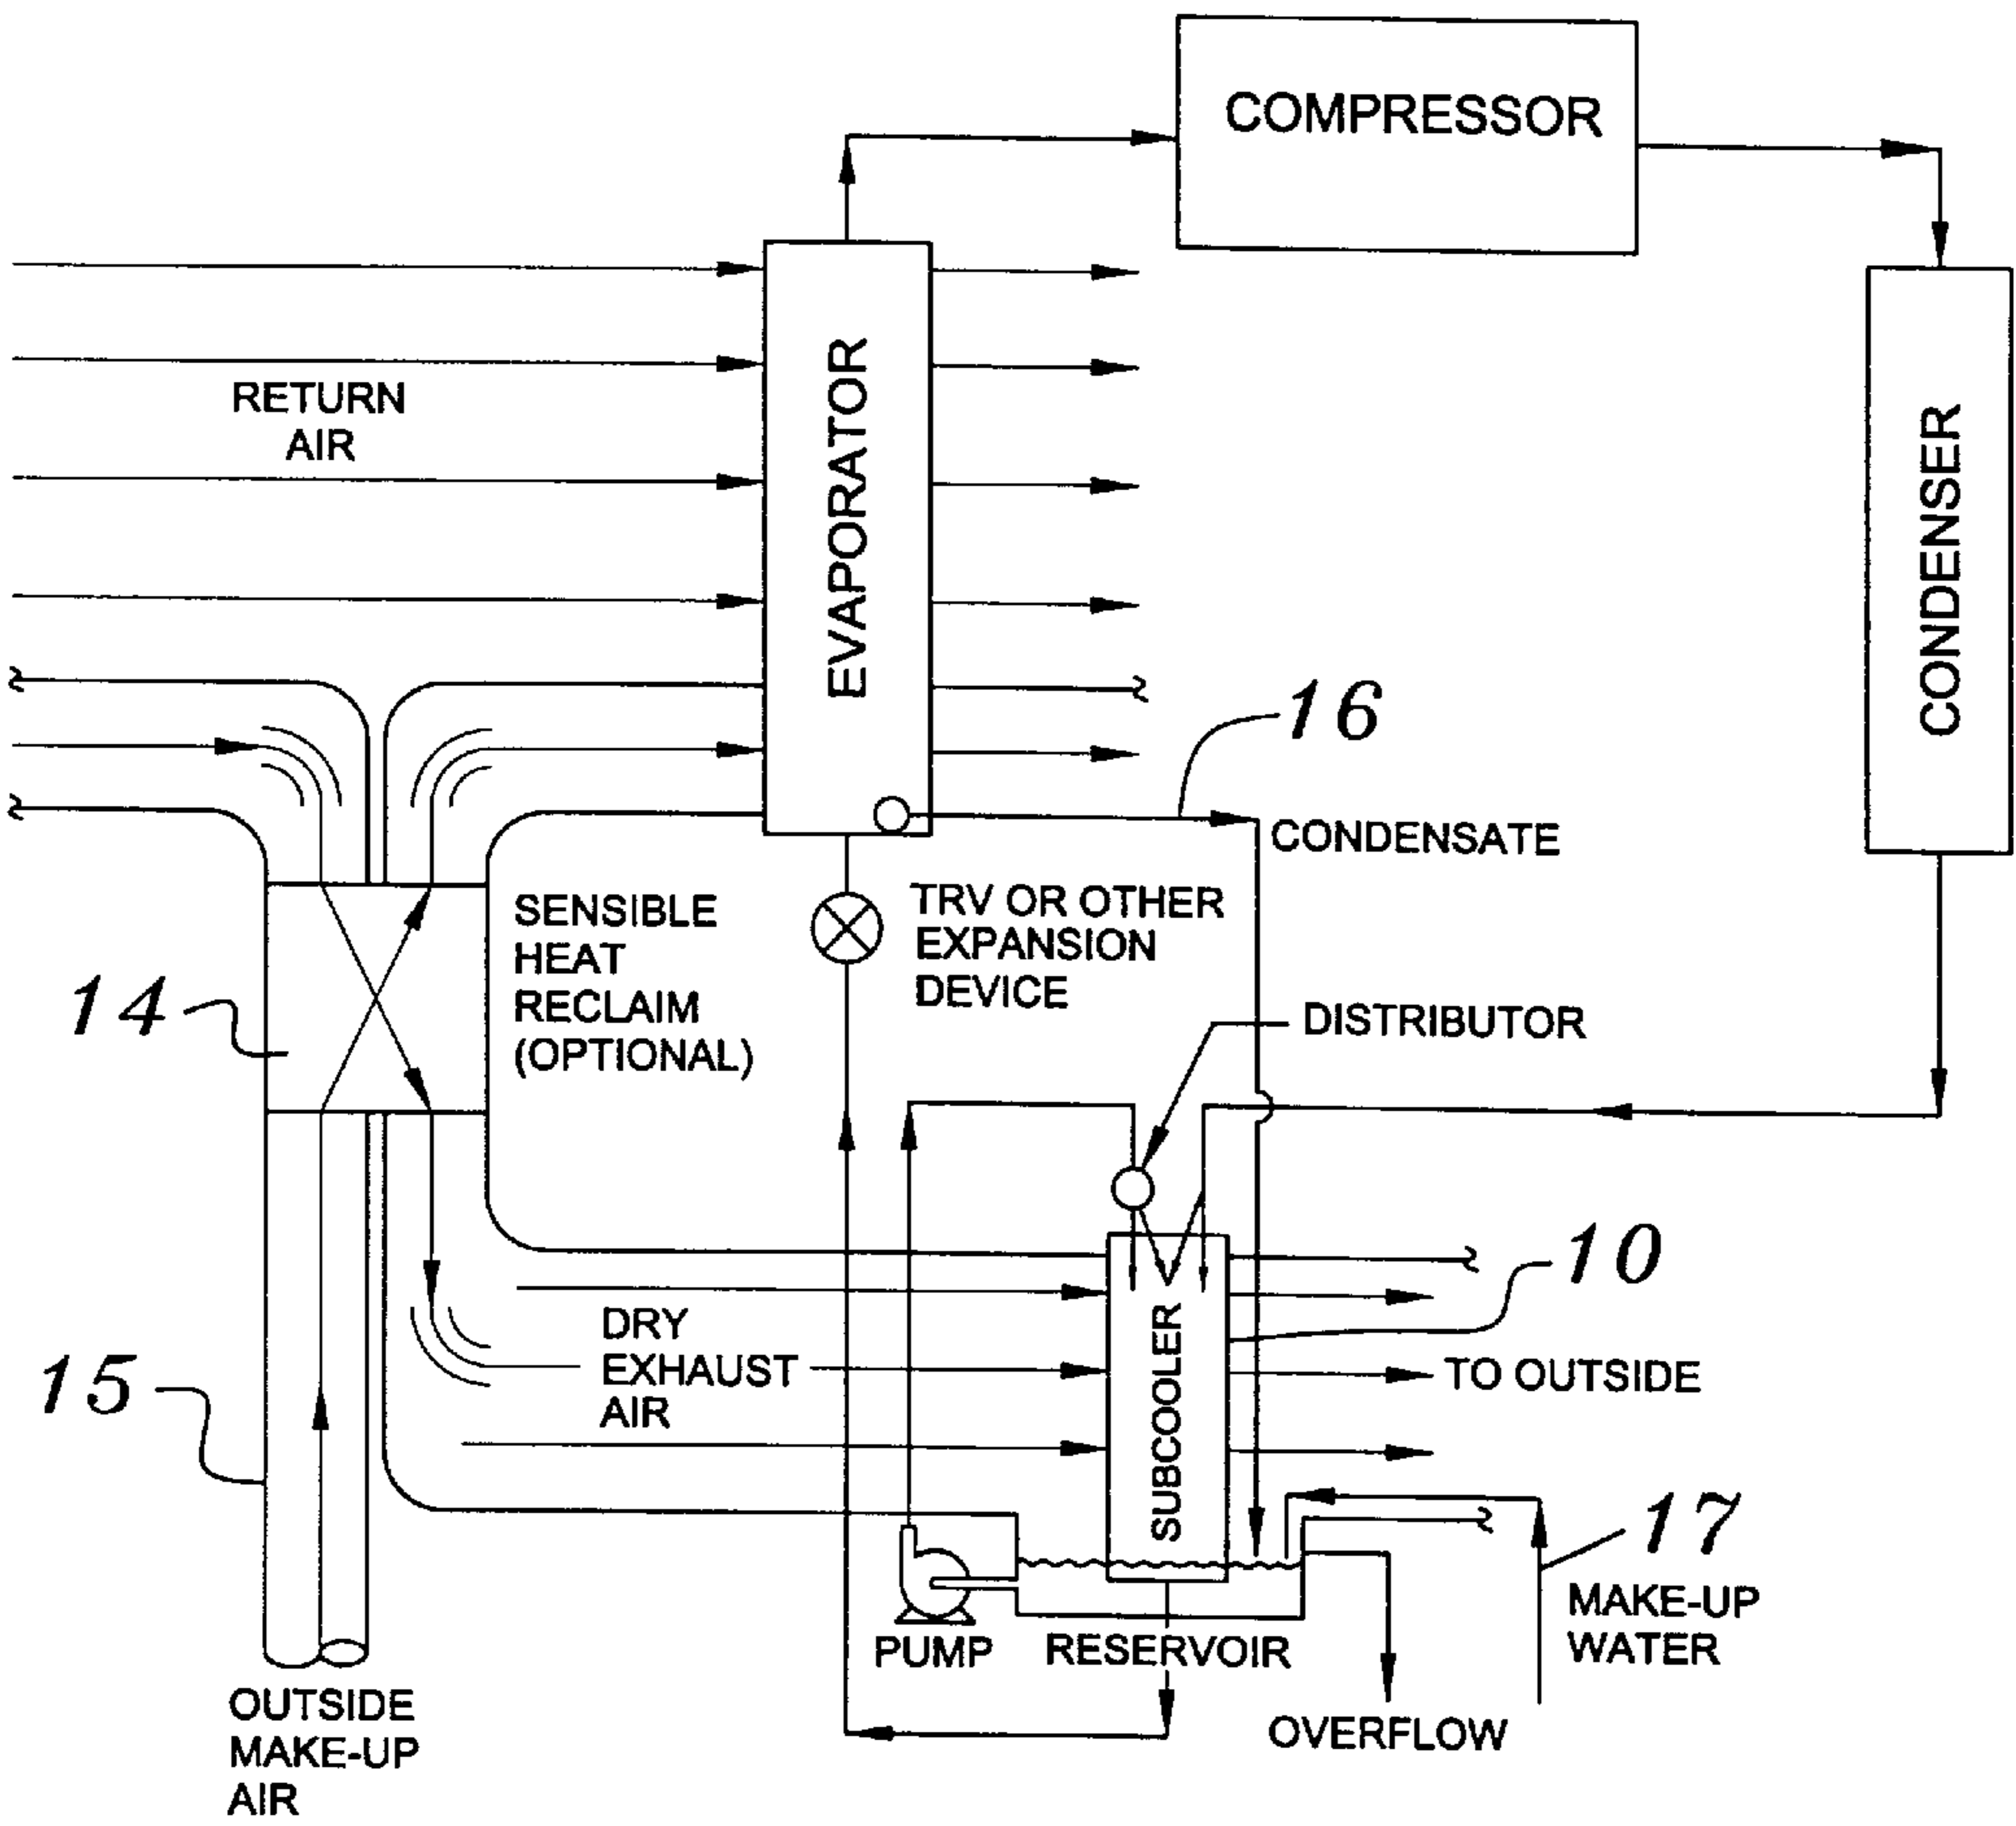 COMPRESSOR
RETURN
AIR
EVAPORATOR
CONDENSER
16
CONDENSATE
SENSIBLE
HEAT
RECLAIM
(OPTIONAL)
TRV OR OTHER
EXPANSION
DEVICE
14
DISTRIBUTOR
10
DRY
EXHAUST
AIR
SUBCOOLER
TO OUTSIDE
15
17
MAKE-UP
WATER
PUMP
RESERVOIR
OVERFLOW
OUTSIDE
MAKE-UP
AIR